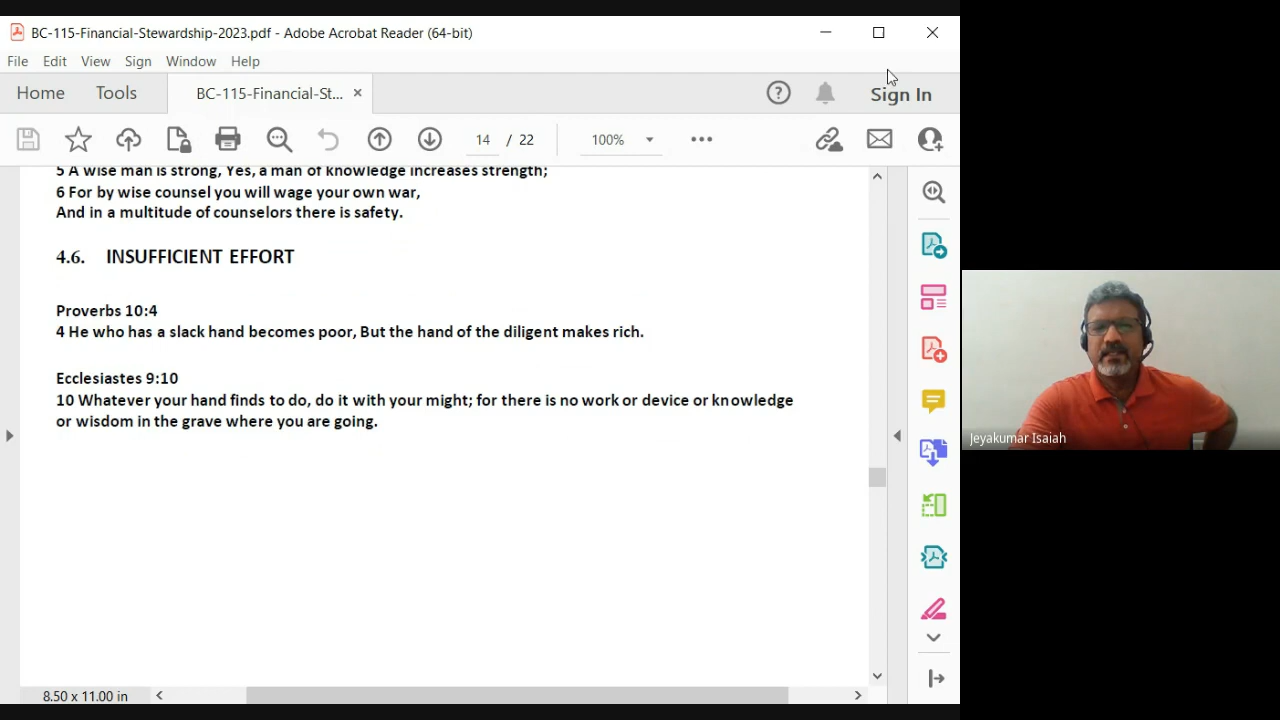 BC-115-Financial-Stewardship-2023.pdf - Adobe Acrobat Reader (64-bit)
File Edit View Sign Window Help
Home Tools BC-115-Financial-St... × Sign In
14 / 22 100%
5 A wise man is strong, Yes, a man of knowledge increases strength;
6 For by wise counsel you will wage your own war,
And in a multitude of counselors there is safety.
4.6. INSUFFICIENT EFFORT
Proverbs 10:4
4 He who has a slack hand becomes poor, But the hand of the diligent makes rich.
Ecclesiastes 9:10
10 Whatever your hand finds to do, do it with your might; for there is no work or device or knowledge
or wisdom in the grave where you are going.
8.50 x 11.00 in
Jeyakumar Isaiah